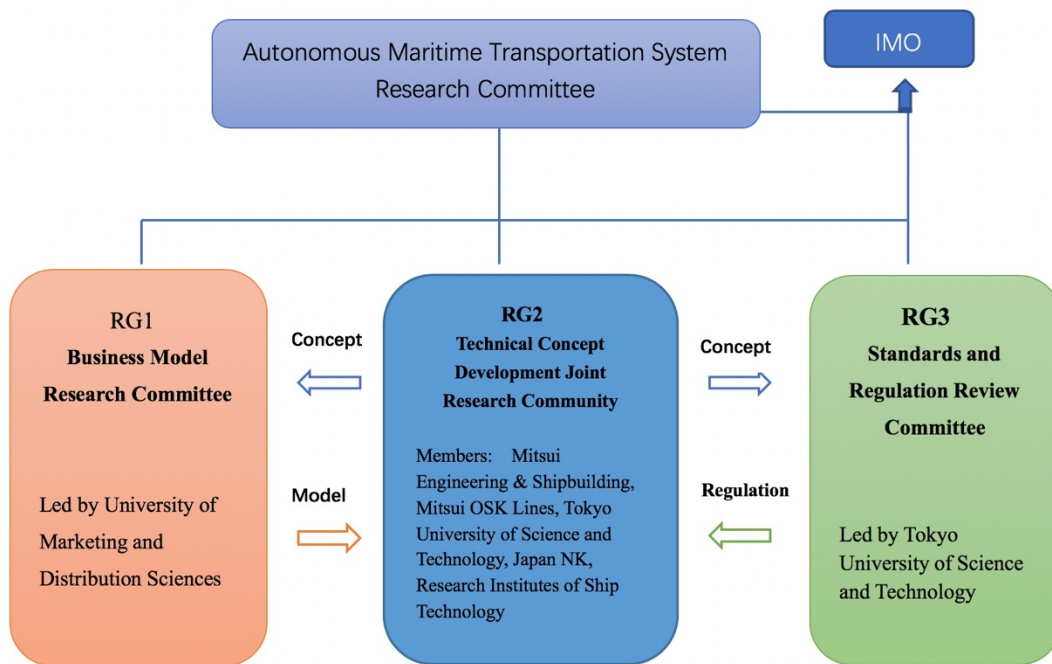 Autonomous Maritime Transportation System
Research Committee
IMO
RG1
Business Model
Research Committee
Led by University of
Marketing and
Distribution Sciences
Concept
Model
RG2
Technical Concept
Development Joint
Research Community
Members: Mitsui
Engineering & Shipbuilding,
Mitsui OSK Lines, Tokyo
University of Science and
Technology, Japan NK,
Research Institutes of Ship
Technology
Concept
Regulation
RG3
Standards and
Regulation Review
Committee
Led by Tokyo
University of Science
and Technology